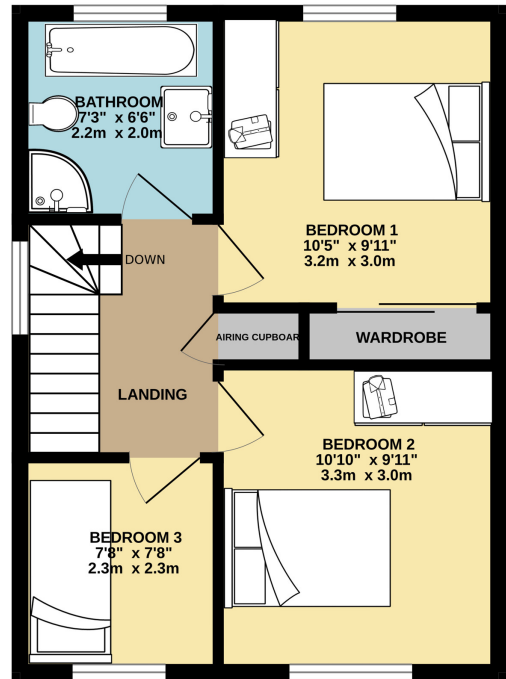 BATHROOM
7'3" x 6'6"
2.2m x 2.0m
BEDROOM 1
10'5" x 9'11"
3.2m x 3.0m
DOWN
AIRING CUPBOAR
WARDROBE
LANDING
BEDROOM 2
10'10" x 9'11"
3.3m x 3.0m
BEDROOM 3
7'8" x 7'8"
2.3m x 2.3m